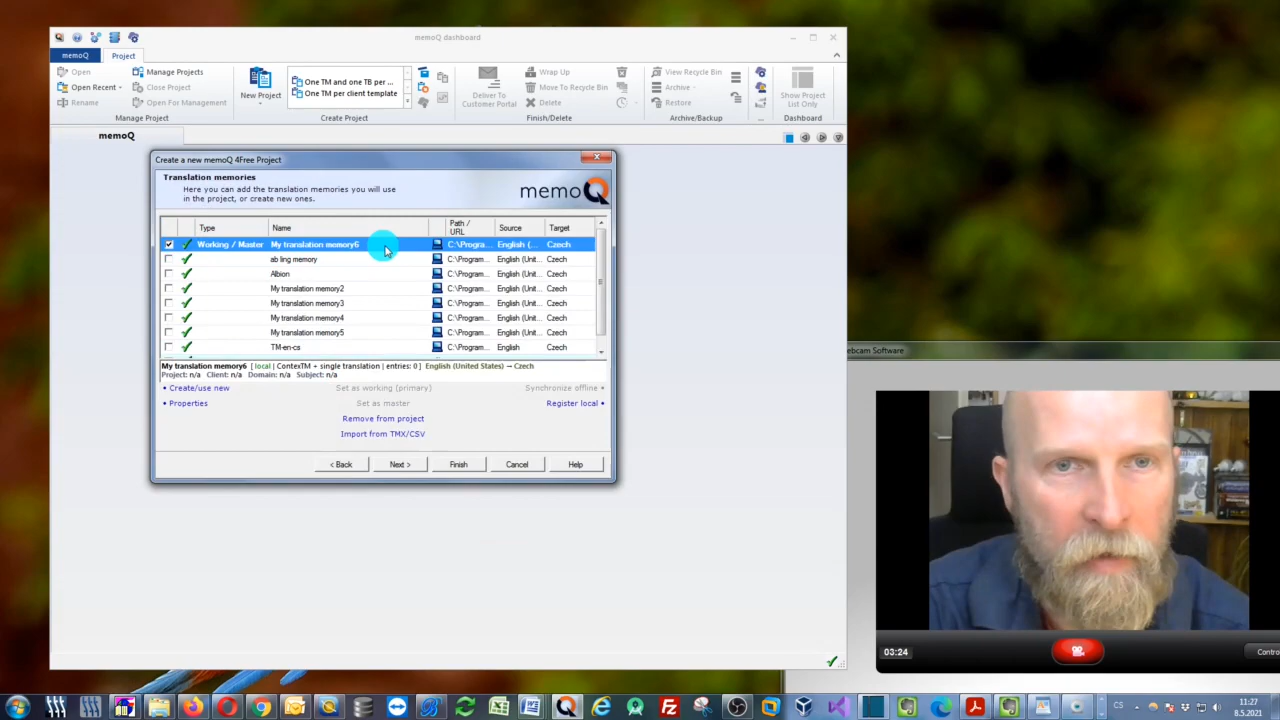 memoQ dashboard
memoQ
Project
Open
Open Recent
Rename
Manage Projects
Close Project
Open For Management
Manage Project
New Project
One TM and one TB per ...
One TM per client template
Create Project
Deliver To
Customer Portal
Wrap Up
Move To Recycle Bin
Delete
Finish/Delete
View Recycle Bin
Archive
Restore
Archive/Backup
...
Show Project
List Only
Dashboard
memoQ
Create a new memoQ 4Free Project
Translation memories
Here you can add the translation memories you will use
in the project, or create new ones.
memoQ
Type Name Path / URL Source Target
Working / Master My translation memory6 C:\Progra... English (... Czech
ab ling memory C:\Program... English (Unit... Czech
Albion C:\Program... English (Unit... Czech
My translation memory2 C:\Program... English (Unit... Czech
My translation memory3 C:\Program... English (Unit... Czech
My translation memory4 C:\Program... English (Unit... Czech
My translation memory5 C:\Program... English (Unit... Czech
TM-en-cs C:\Program... English Czech
My translation memory6 [ local | ContexTM + single translation | entries: 0 ] English (United States) → Czech
Project: n/a Client: n/a Domain: n/a Subject: n/a
• Create/use new Set as working (primary) Synchronize offline •
• Properties Set as master Register local •
Remove from project
Import from TMX/CSV
< Back Next > Finish Cancel Help
ebcam Software
03:24
Contro
CS
11:27
8.5.2021